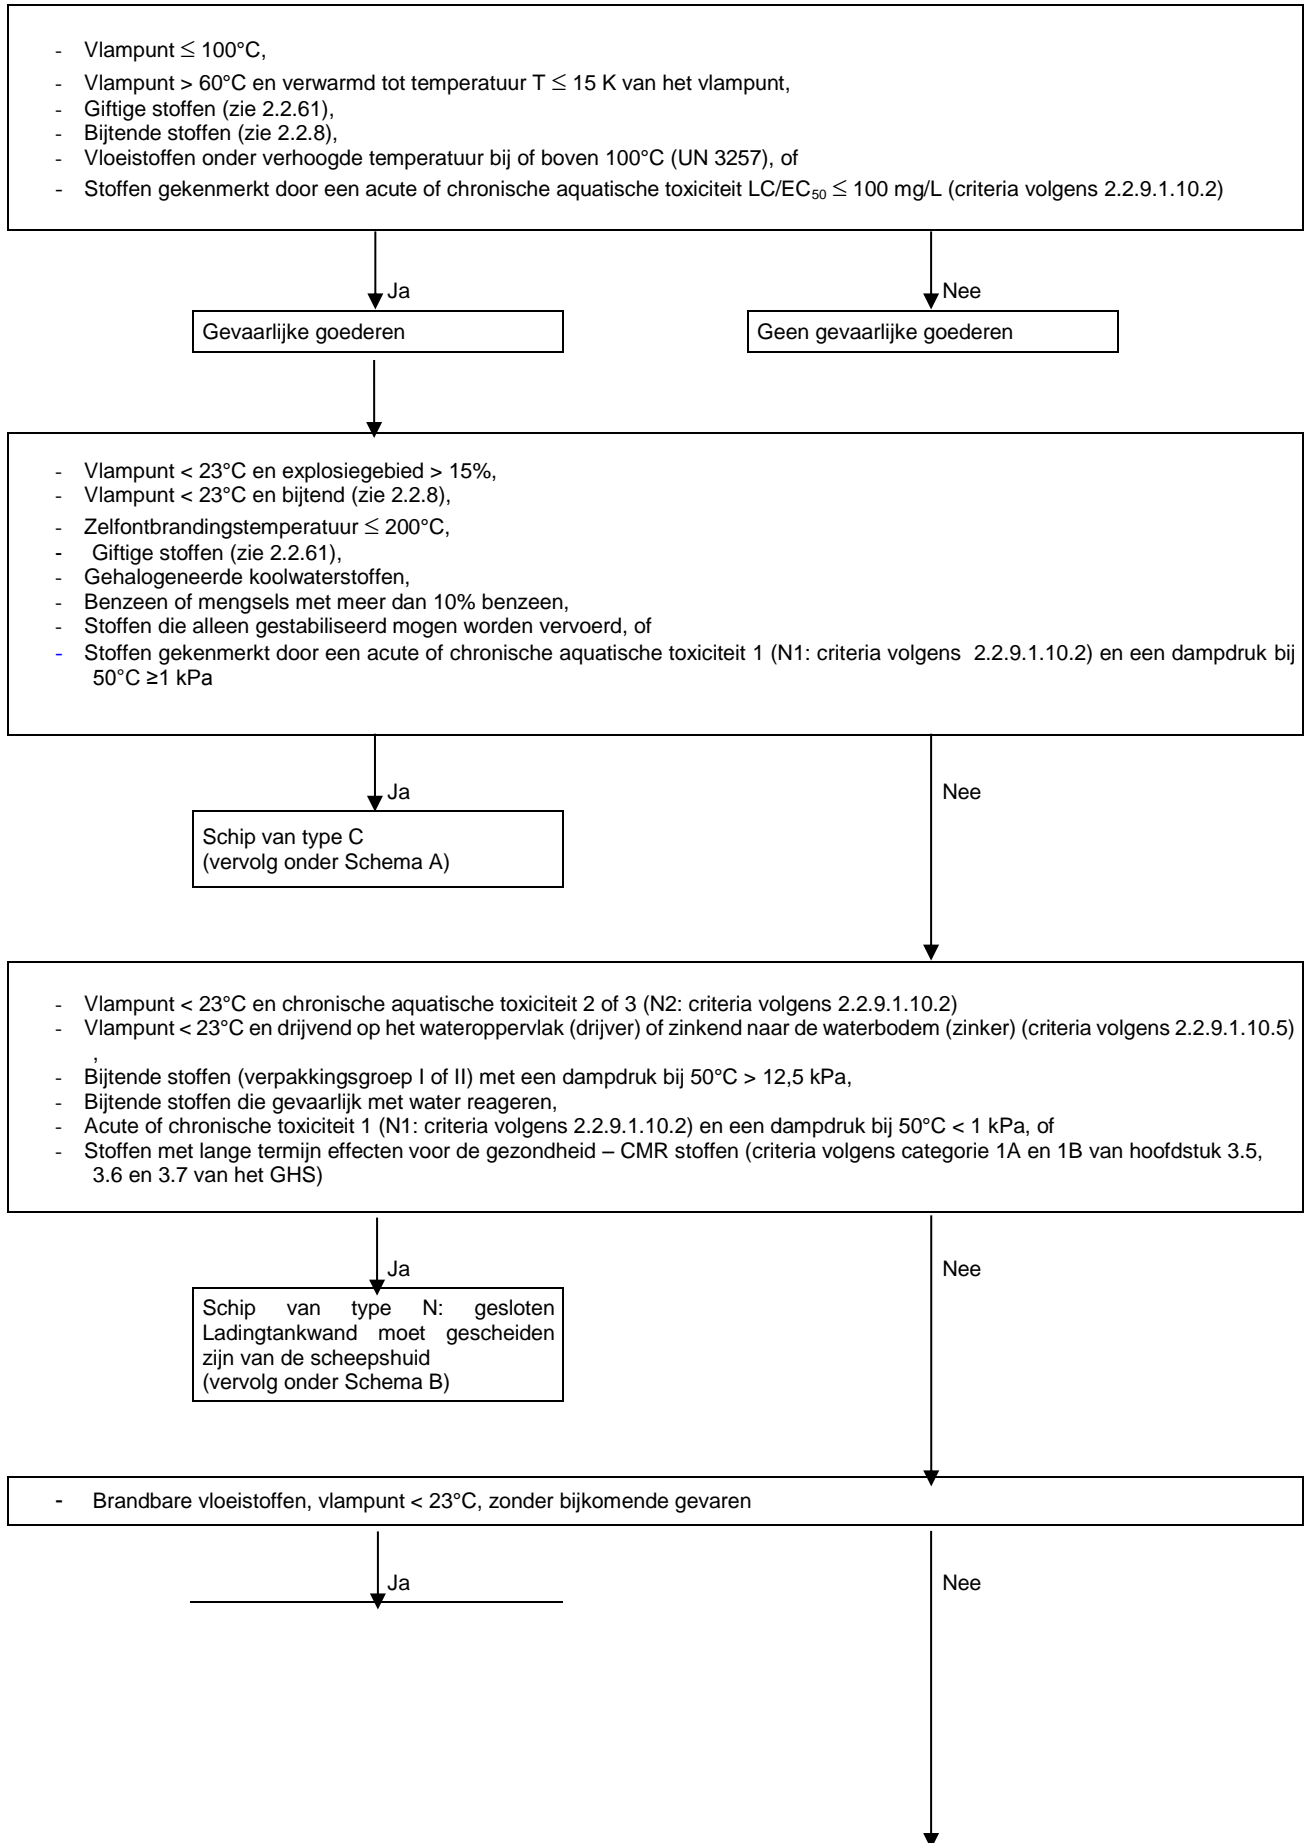 - Vlampunt ≤ 100°C,
- Vlampunt > 60°C en verwarmd tot temperatuur T ≤ 15 K van het vlampunt,
- Giftige stoffen (zie 2.2.61),
- Bijtende stoffen (zie 2.2.8),
- Vloeistoffen onder verhoogde temperatuur bij of boven 100°C (UN 3257), of
- Stoffen gekenmerkt door een acute of chronische aquatische toxiciteit LC/EC50 ≤ 100 mg/L (criteria volgens 2.2.9.1.10.2)
Ja
Nee
Gevaarlijke goederen
Geen gevaarlijke goederen
- Vlampunt < 23°C en explosiegebied > 15%,
- Vlampunt < 23°C en bijtend (zie 2.2.8),
- Zelfontbrandingstemperatuur ≤ 200°C,
- Giftige stoffen (zie 2.2.61),
- Gehalogeneerde koolwaterstoffen,
- Benzeen of mengsels met meer dan 10% benzeen,
- Stoffen die alleen gestabiliseerd mogen worden vervoerd, of
- Stoffen gekenmerkt door een acute of chronische aquatische toxiciteit 1 (N1: criteria volgens 2.2.9.1.10.2) en een dampdruk bij
50°C ≥1 kPa
Ja
Nee
Schip van type C
(vervolg onder Schema A)
- Vlampunt < 23°C en chronische aquatische toxiciteit 2 of 3 (N2: criteria volgens 2.2.9.1.10.2)
- Vlampunt < 23°C en drijvend op het wateroppervlak (drijver) of zinkend naar de waterbodem (zinker) (criteria volgens 2.2.9.1.10.5)
,
- Bijtende stoffen (verpakkingsgroep I of II) met een dampdruk bij 50°C > 12,5 kPa,
- Bijtende stoffen die gevaarlijk met water reageren,
- Acute of chronische toxiciteit 1 (N1: criteria volgens 2.2.9.1.10.2) en een dampdruk bij 50°C < 1 kPa, of
- Stoffen met lange termijn effecten voor de gezondheid – CMR stoffen (criteria volgens categorie 1A en 1B van hoofdstuk 3.5,
3.6 en 3.7 van het GHS)
Ja
Nee
Schip van type N: gesloten
Ladingtankwand moet gescheiden
zijn van de scheepshuid
(vervolg onder Schema B)
- Brandbare vloeistoffen, vlampunt < 23°C, zonder bijkomende gevaren
Ja
Nee